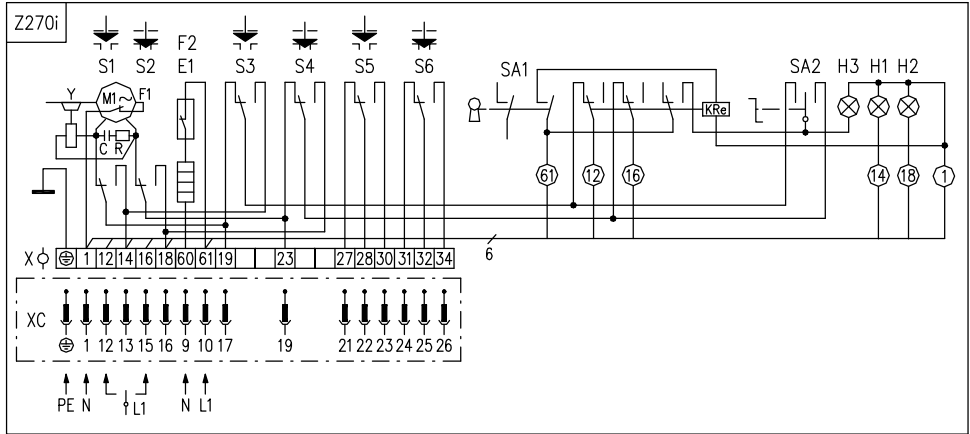 Z270i
S1 S2 F2 E1 S3 S4 S5 S6 SA1 SA2 H3 H1 H2
Y M1 F1
KRe
C R
61 12 16 14 18 1
6
X 1 12 14 16 18 60 61 19 23 27 28 30 31 32 34
XC
1 12 13 15 16 9 10 17 19 21 22 23 24 25 26
PE N L1 N L1